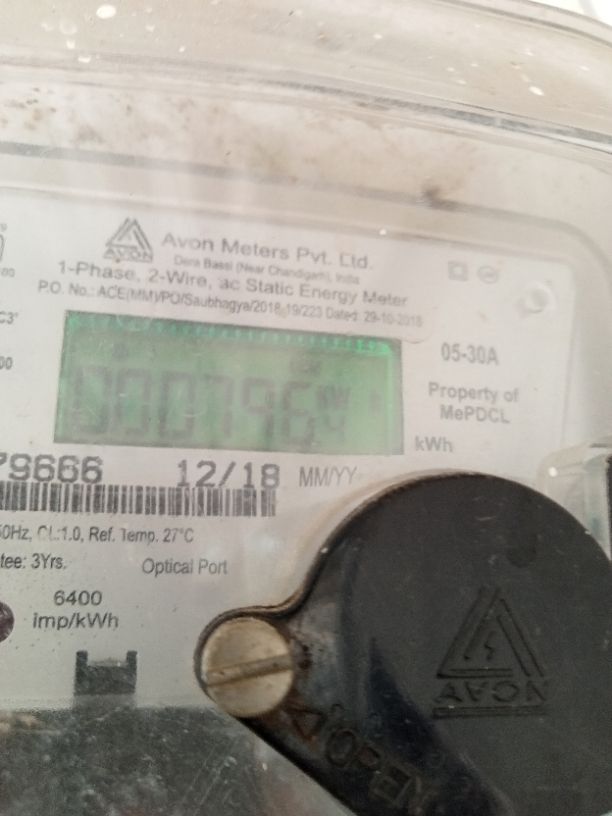 AVON
Avon Meters Pvt. Ltd.
Dera Bassi (Near Chandigarh), India
1-Phase, 2-Wire, ac Static Energy Meter
P.O. No.: ACE(MM)/PO/Saubhagya/2018-19/223 Dated: 29-10-2018
05-30A
000796
Property of
MePDCL
kWh
79666 12/18 MM/YY
50Hz, CL:1.0, Ref. Temp. 27°C
tee: 3Yrs.
Optical Port
6400
imp/kWh
AVON
OPEN